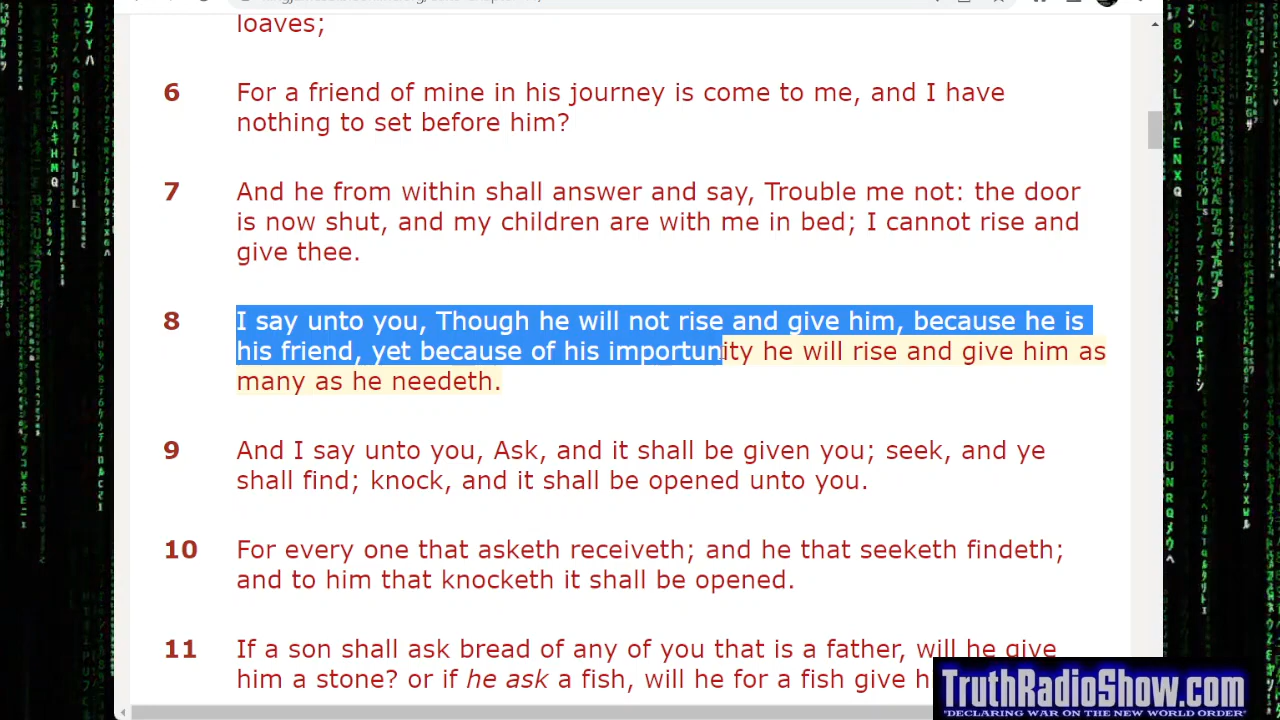 loaves;
6 For a friend of mine in his journey is come to me, and I have
nothing to set before him?
7 And he from within shall answer and say, Trouble me not: the door
is now shut, and my children are with me in bed; I cannot rise and
give thee.
8 I say unto you, Though he will not rise and give him, because he is
his friend, yet because of his importunity he will rise and give him as
many as he needeth.
9 And I say unto you, Ask, and it shall be given you; seek, and ye
shall find; knock, and it shall be opened unto you.
10 For every one that asketh receiveth; and he that seeketh findeth;
and to him that knocketh it shall be opened.
11 If a son shall ask bread of any of you that is a father, will he give
him a stone? or if he ask a fish, will he for a fish give
TruthRadioShow.com
"DECLARING WAR ON THE NEW WORLD ORDER"